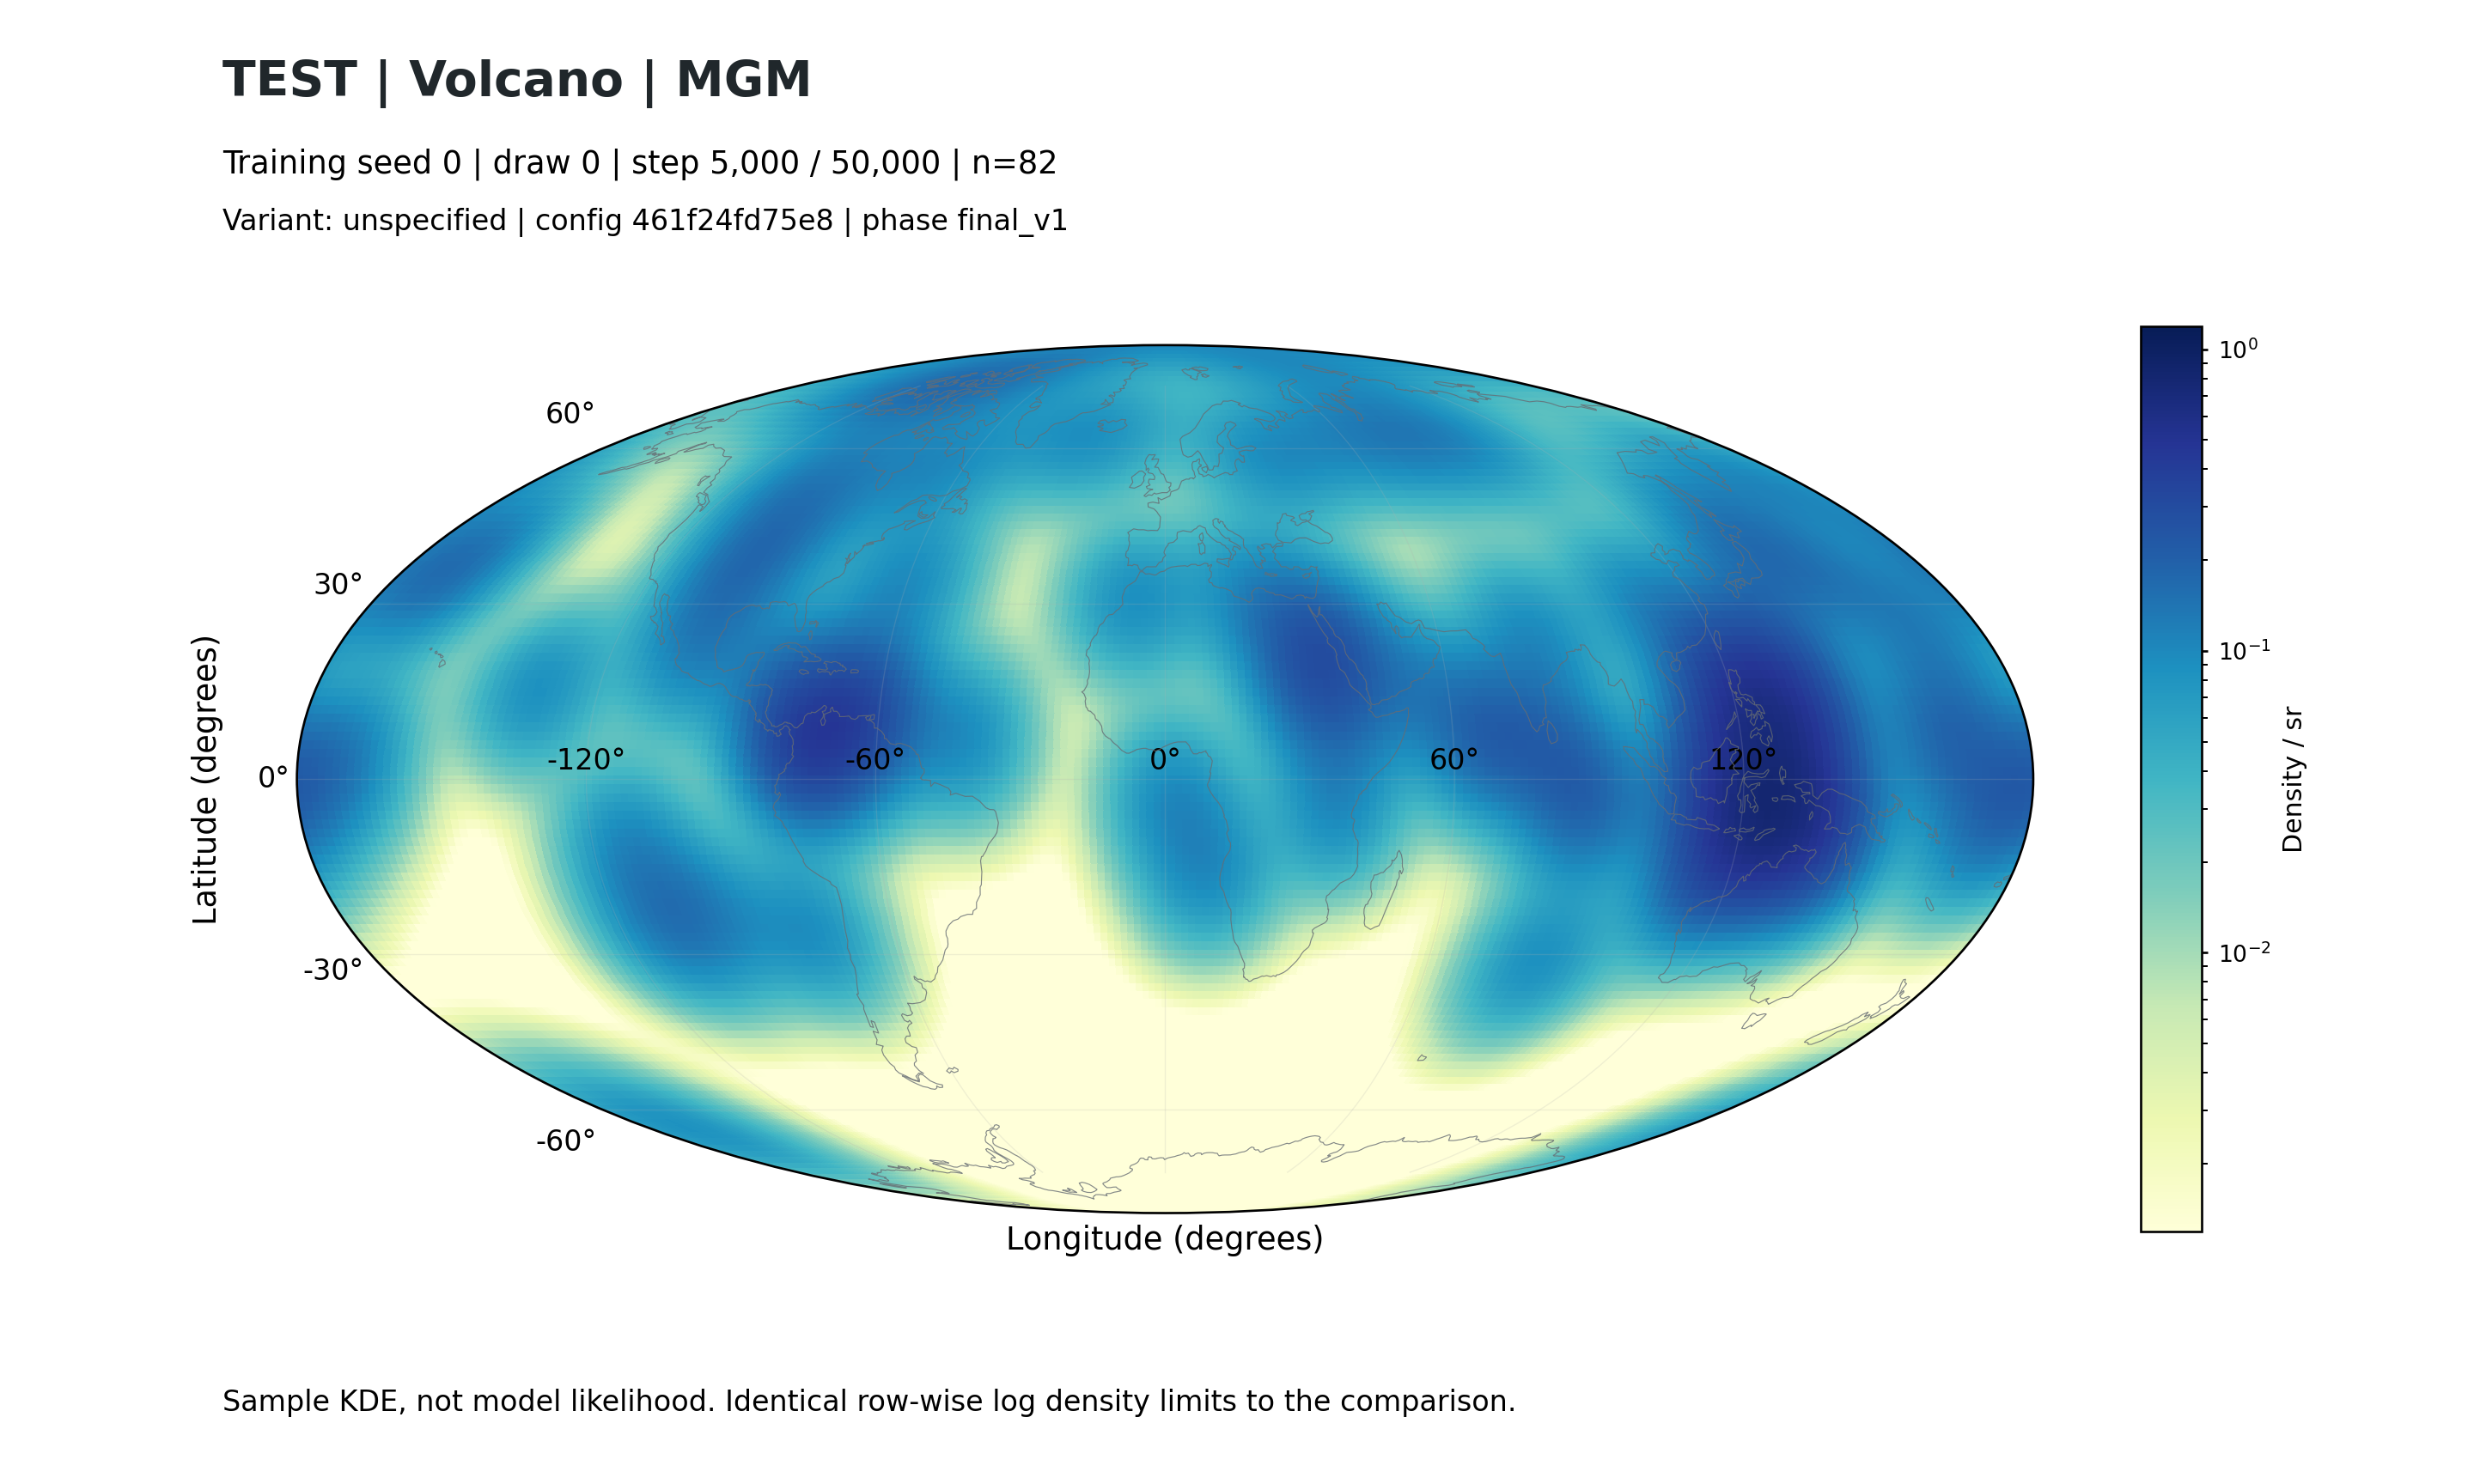 TEST | Volcano | MGM
Training seed 0 | draw 0 | step 5,000 / 50,000 | n=82
Variant: unspecified | config 461f24fd75e8 | phase final_v1
60°
30°
0°
-30°
-60°
-120°
-60°
0°
60°
120°
Latitude (degrees)
Longitude (degrees)
10⁰
10⁻¹
10⁻²
Density / sr
Sample KDE, not model likelihood. Identical row-wise log density limits to the comparison.